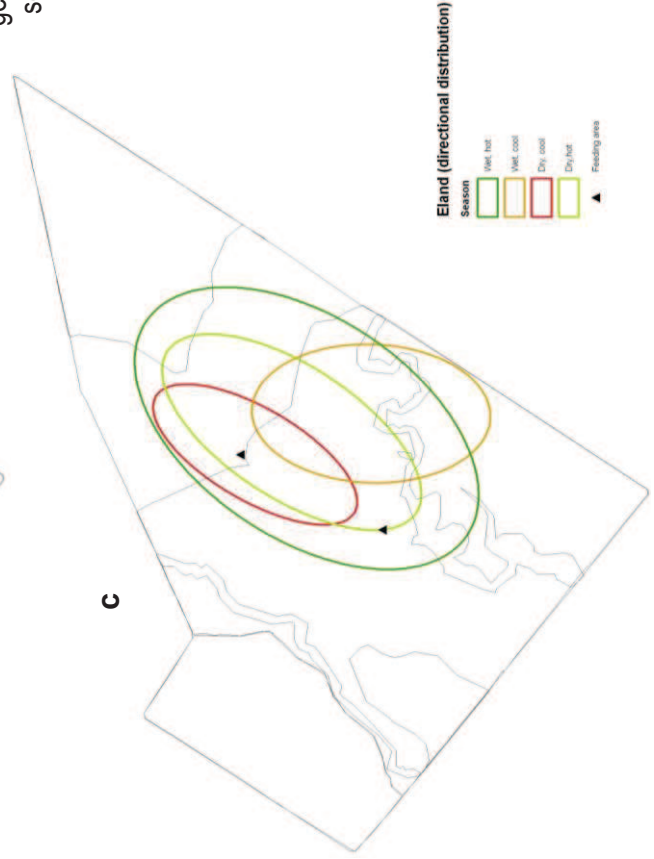 c
Eland (directional distribution)
Season
Wet, hot
Wet, cool
Dry, cool
Dry,hot
Feeding area